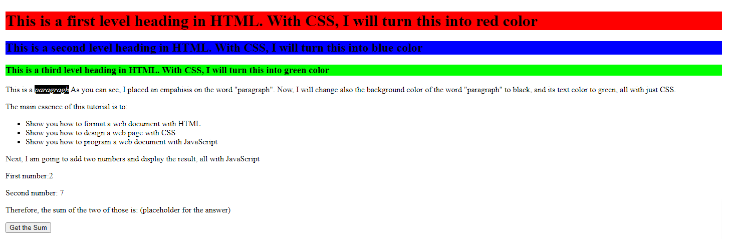 This is a first level heading in HTML. With CSS, I will turn this into red color
This is a second level heading in HTML. With CSS, I will turn this into blue color
This is a third level heading in HTML. With CSS, I will turn this into green color
This is a paragragh As you can see, I placed an empahisis on the word "paragraph". Now, I will change also the background color of the word "paragraph" to black, and its text color to green, all with just CSS.
The main essence of this tutorial is to:
Show you how to format a web document with HTML
Show you how to design a web page with CSS
Show you how to program a web document with JavaScript
Next, I am going to add two numbers and display the result, all with JavaScript
First number:2
Second number: 7
Therefore, the sum of the two of those is: (placeholder for the answer)
Get the Sum